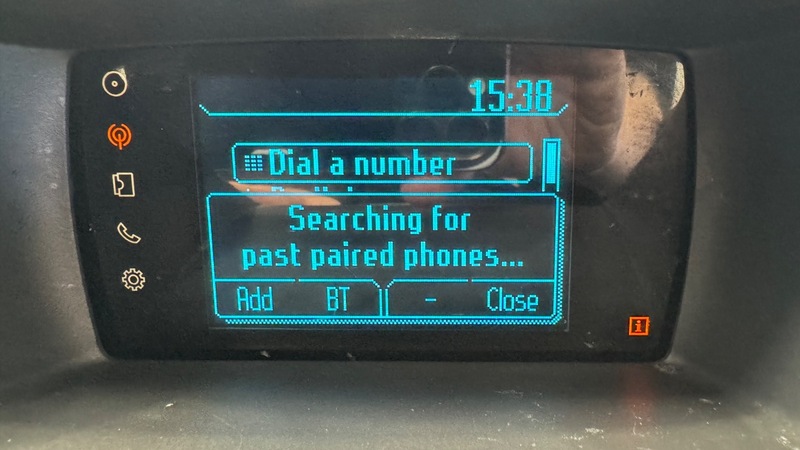 15:38
Dial a number
Searching for
past paired phones...
Add BT - Close
i